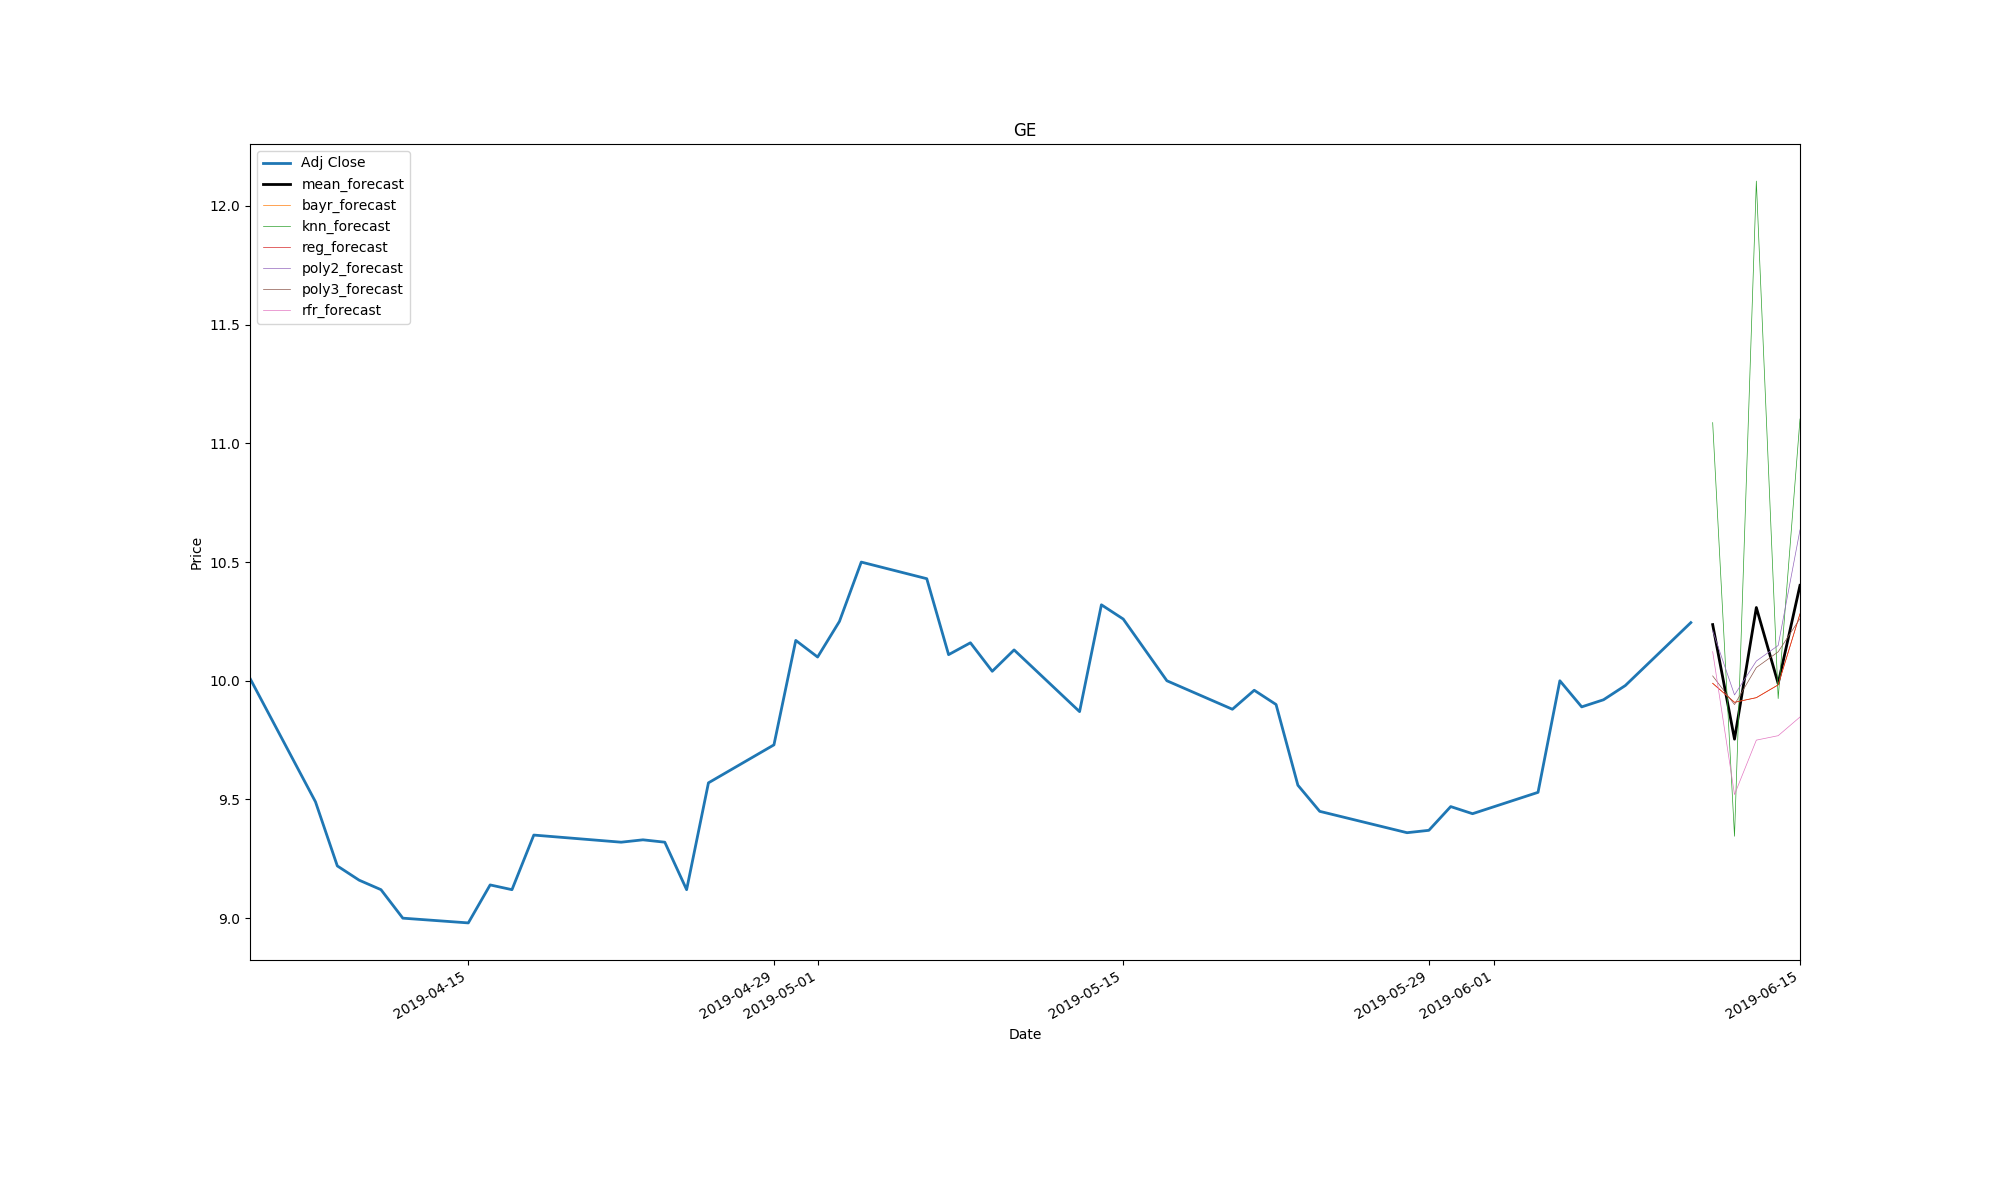 GE
Adj Close
mean_forecast
bayr_forecast
knn_forecast
reg_forecast
poly2_forecast
poly3_forecast
rfr_forecast
12.0
11.5
11.0
10.5
10.0
9.5
9.0
Price
2019-04-15
2019-04-29
2019-05-01
2019-05-15
2019-05-29
2019-06-01
2019-06-15
Date